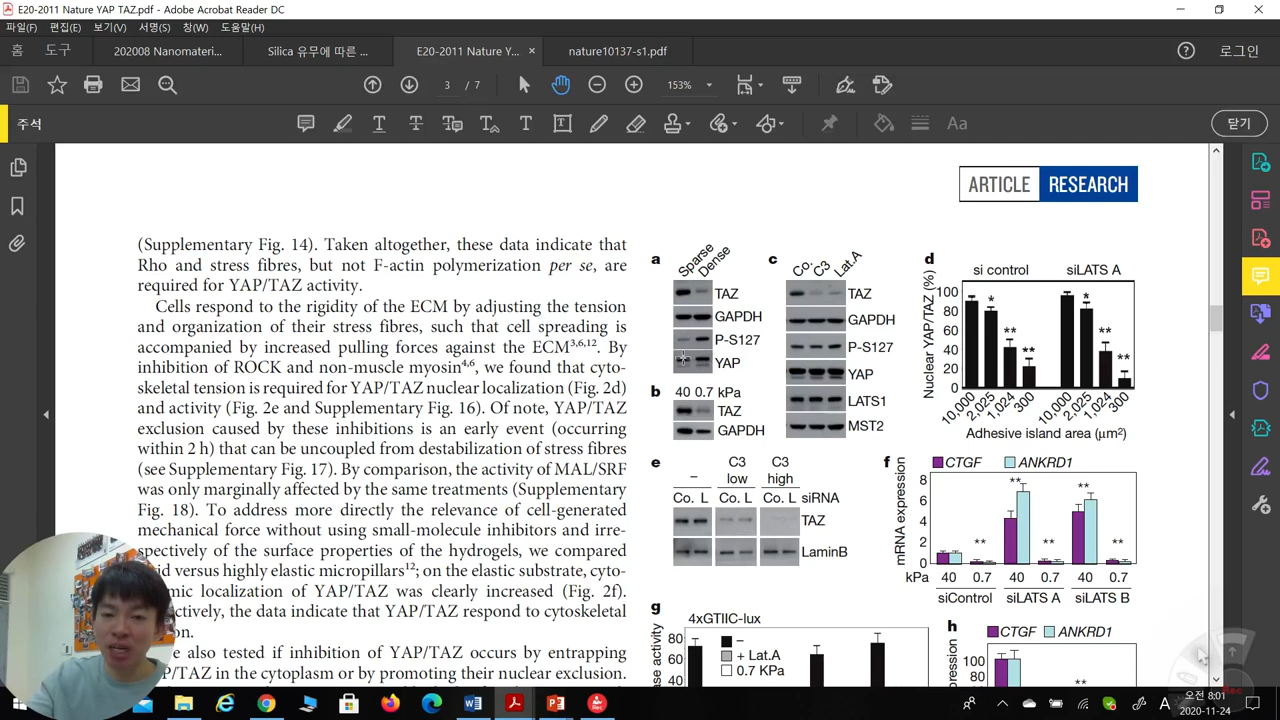 E20-2011 Nature YAP TAZ.pdf - Adobe Acrobat Reader DC
파일(F) 편집(E) 보기(V) 서명(S) 창(W) 도움말(H)
홈 도구 202008 Nanomateri... Silica 유무에 따른 ... E20-2011 Nature Y... × nature10137-s1.pdf 로그인
3 / 7 153%
주석 닫기
ARTICLE RESEARCH
(Supplementary Fig. 14). Taken altogether, these data indicate that
Rho and stress fibres, but not F-actin polymerization per se, are
required for YAP/TAZ activity.
Cells respond to the rigidity of the ECM by adjusting the tension
and organization of their stress fibres, such that cell spreading is
accompanied by increased pulling forces against the ECM3,6,12. By
inhibition of ROCK and non-muscle myosin4,6, we found that cyto-
skeletal tension is required for YAP/TAZ nuclear localization (Fig. 2d)
and activity (Fig. 2e and Supplementary Fig. 16). Of note, YAP/TAZ
exclusion caused by these inhibitions is an early event (occurring
within 2 h) that can be uncoupled from destabilization of stress fibres
(see Supplementary Fig. 17). By comparison, the activity of MAL/SRF
was only marginally affected by the same treatments (Supplementary
Fig. 18). To address more directly the relevance of cell-generated
mechanical force without using small-molecule inhibitors and irre-
spectively of the surface properties of the hydrogels, we compared
versus highly elastic micropillars12; on the elastic substrate, cyto-
localization of YAP/TAZ was clearly increased (Fig. 2f).
the data indicate that YAP/TAZ respond to cytoskeletal
also tested if inhibition of YAP/TAZ occurs by entrapping
in the cytoplasm or by promoting their nuclear exclusion.
a
Sparse Dense
TAZ
GAPDH
P-S127
YAP
b 40 0.7 kPa
TAZ
GAPDH
c
Co. C3 Lat.A
TAZ
GAPDH
P-S127
YAP
LATS1
MST2
d
si control siLATS A
Nuclear YAP/TAZ (%)
100
80
60
40
20
0
* ** ** * ** **
10,000 2,025 1,024 300 10,000 2,025 1,024 300
Adhesive island area (µm2)
e
– C3 low C3 high
Co. L Co. L Co. L siRNA
TAZ
LaminB
f CTGF ANKRD1
mRNA expression
8
6
4
2
0
** ** ** ** **
kPa 40 0.7 40 0.7 40 0.7
siControl siLATS A siLATS B
g 4xGTIIC-lux
80
60
40
–
+ Lat.A
0.7 KPa
h CTGF ANKRD1
100
80
**
오전 8:01
2020-11-24